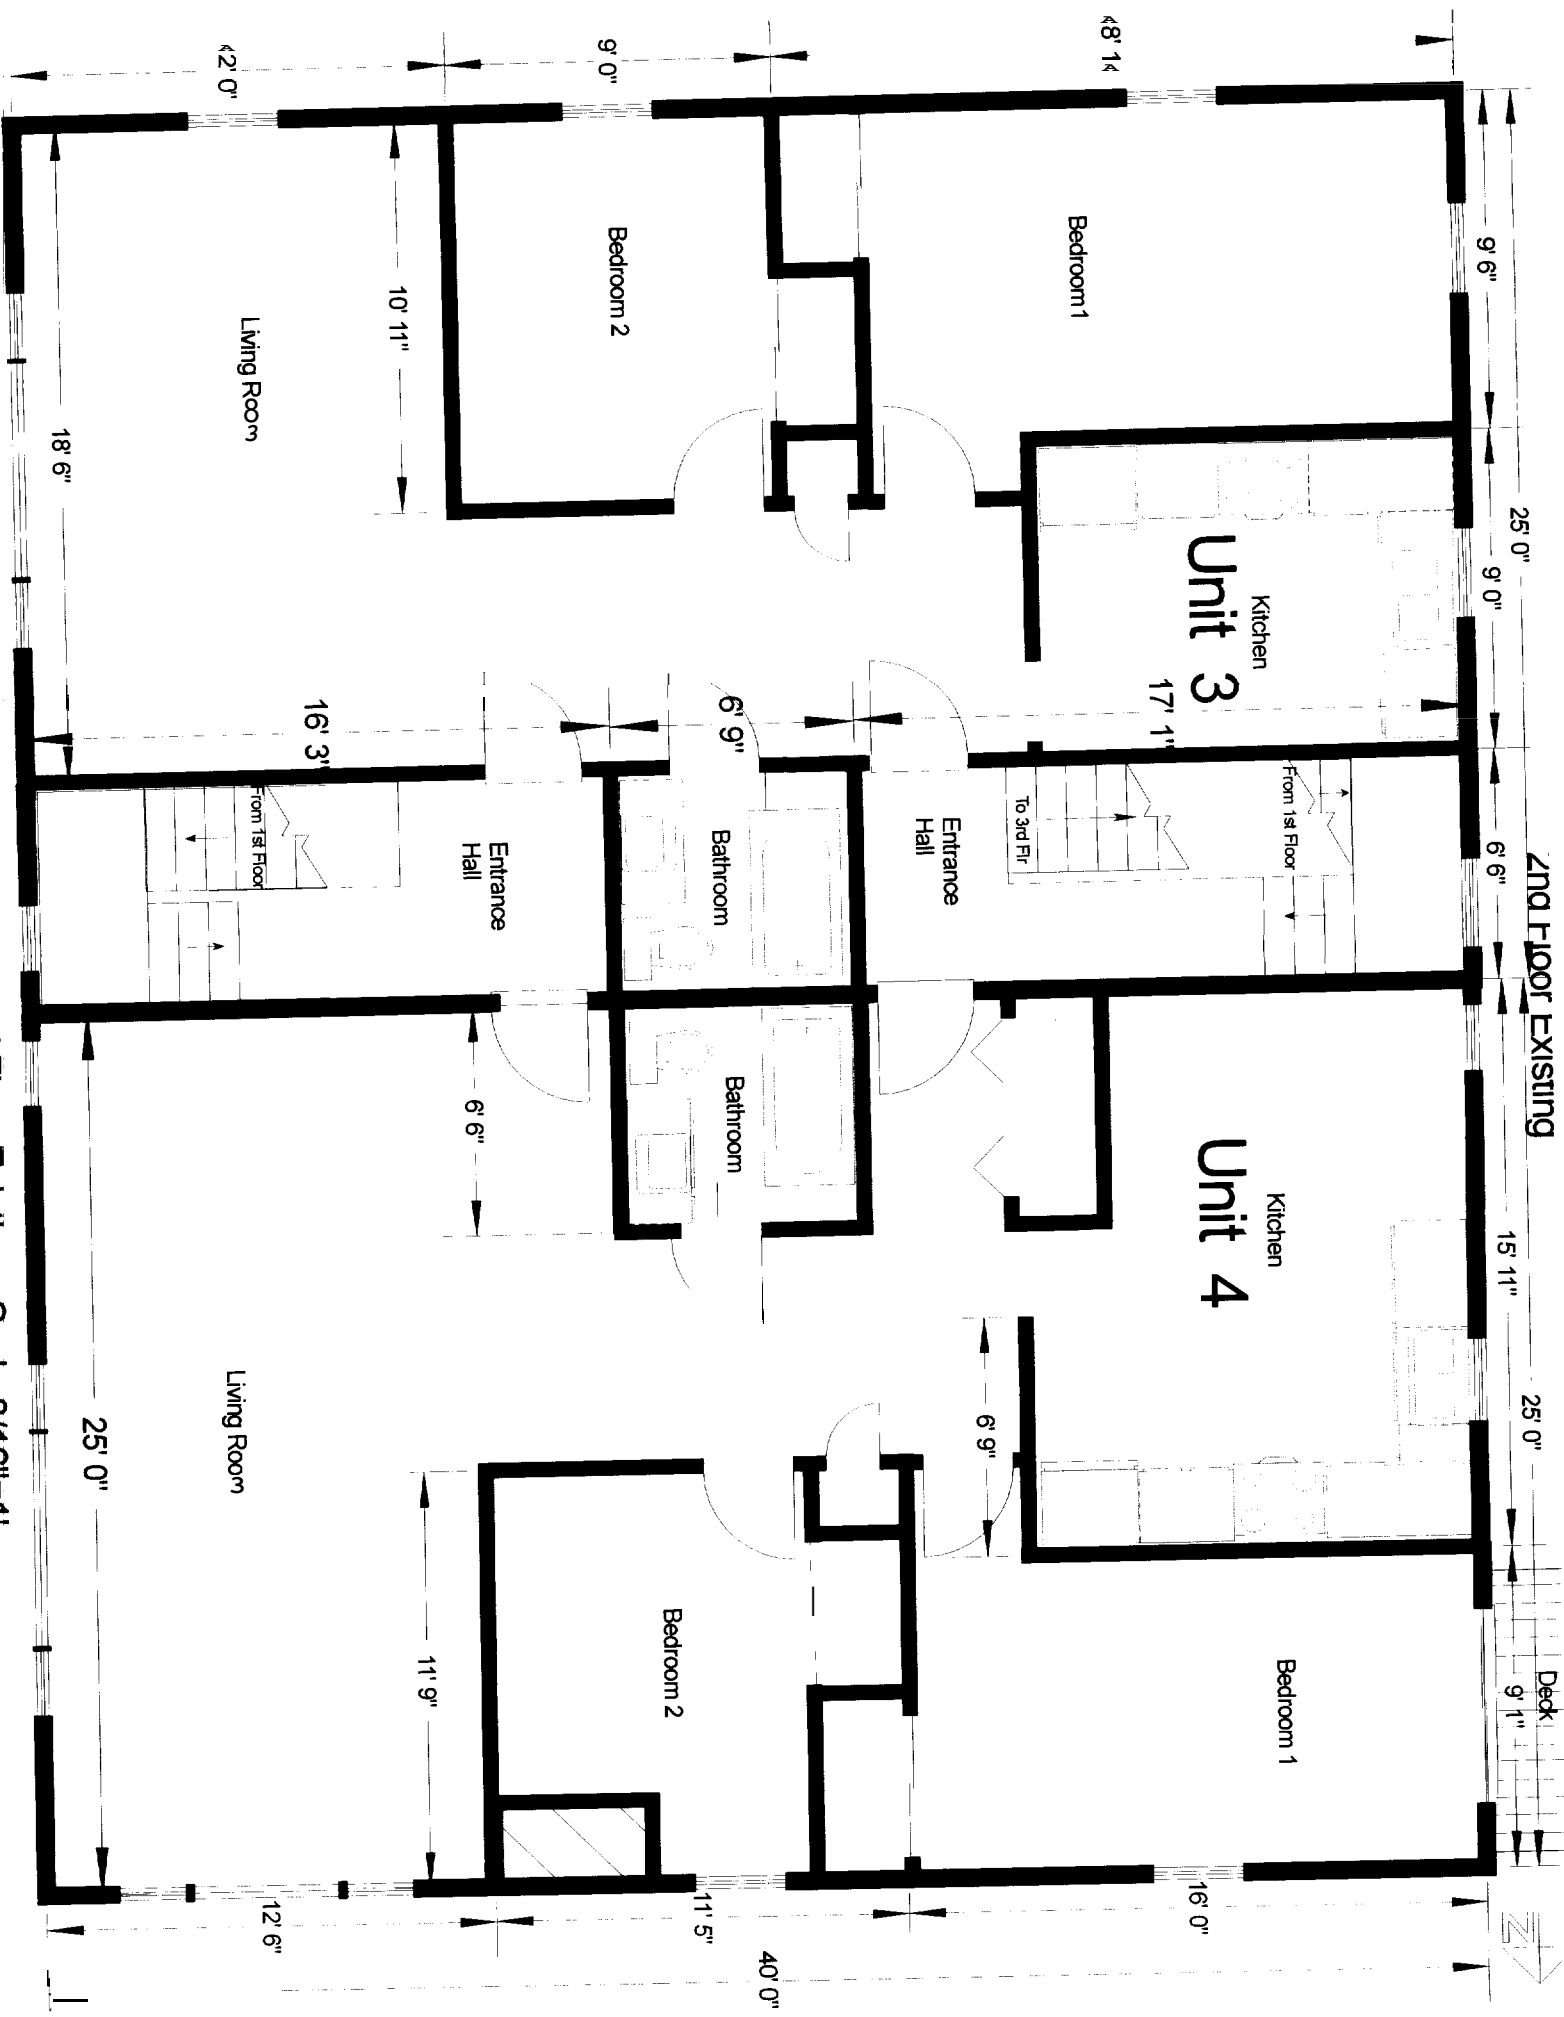 2nd Floor Existing
Deck
25' 0"
25' 0"
9' 6"
9' 0"
6' 6"
15' 11"
9' 1"
Kitchen
Unit 3
17' 1"
Bedroom1
From 1st Floor
To 3rd Flr
Kitchen
Unit 4
Bedroom 1
16' 0"
Entrance
Hall
6' 9"
40' 0"
9' 0"
Bedroom 2
6' 9"
Bathroom
Bathroom
Bedroom 2
11' 5"
Entrance
Hall
6' 6"
10' 11"
11' 9"
16' 3"
Living Room
From 1st Floor
Living Room
12' 6"
18' 6"
25' 0"
N